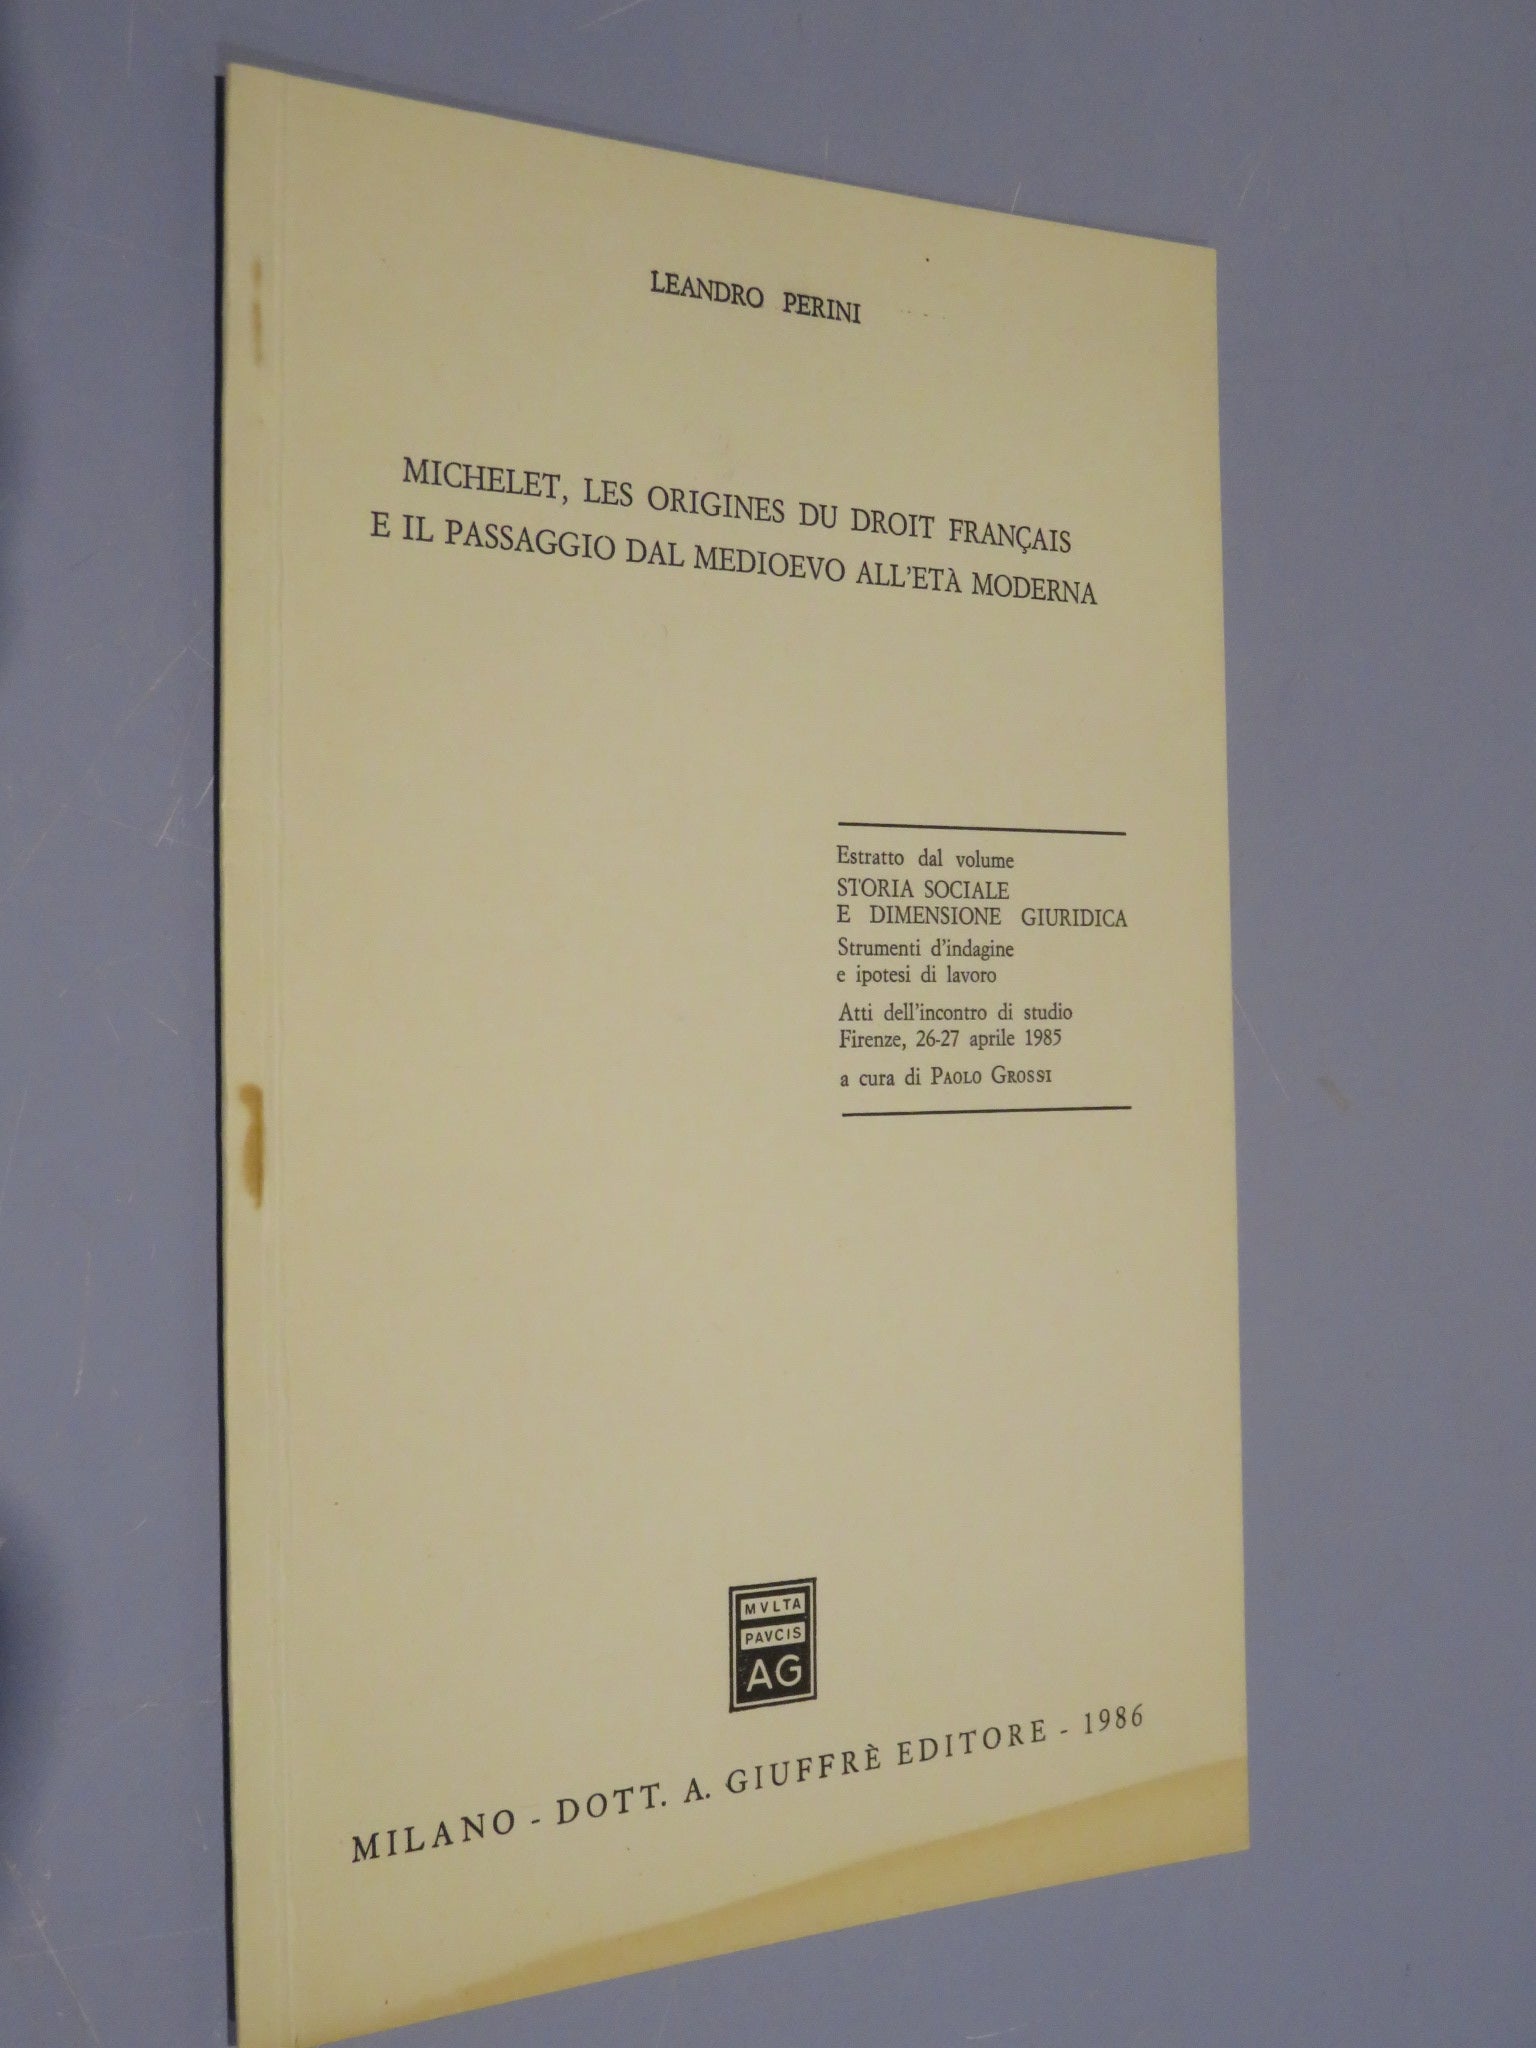 LEANDRO PERINI
MICHELET, LES ORIGINES DU DROIT FRANÇAIS
E IL PASSAGGIO DAL MEDIOEVO ALL'ETÀ MODERNA
Estratto dal volume
STORIA SOCIALE
E DIMENSIONE GIURIDICA
Strumenti d'indagine
e ipotesi di lavoro
Atti dell'incontro di studio
Firenze, 26-27 aprile 1985
a cura di PAOLO GROSSI
MVLTA
PAVCIS
AG
MILANO - DOTT. A. GIUFFRÈ EDITORE - 1986